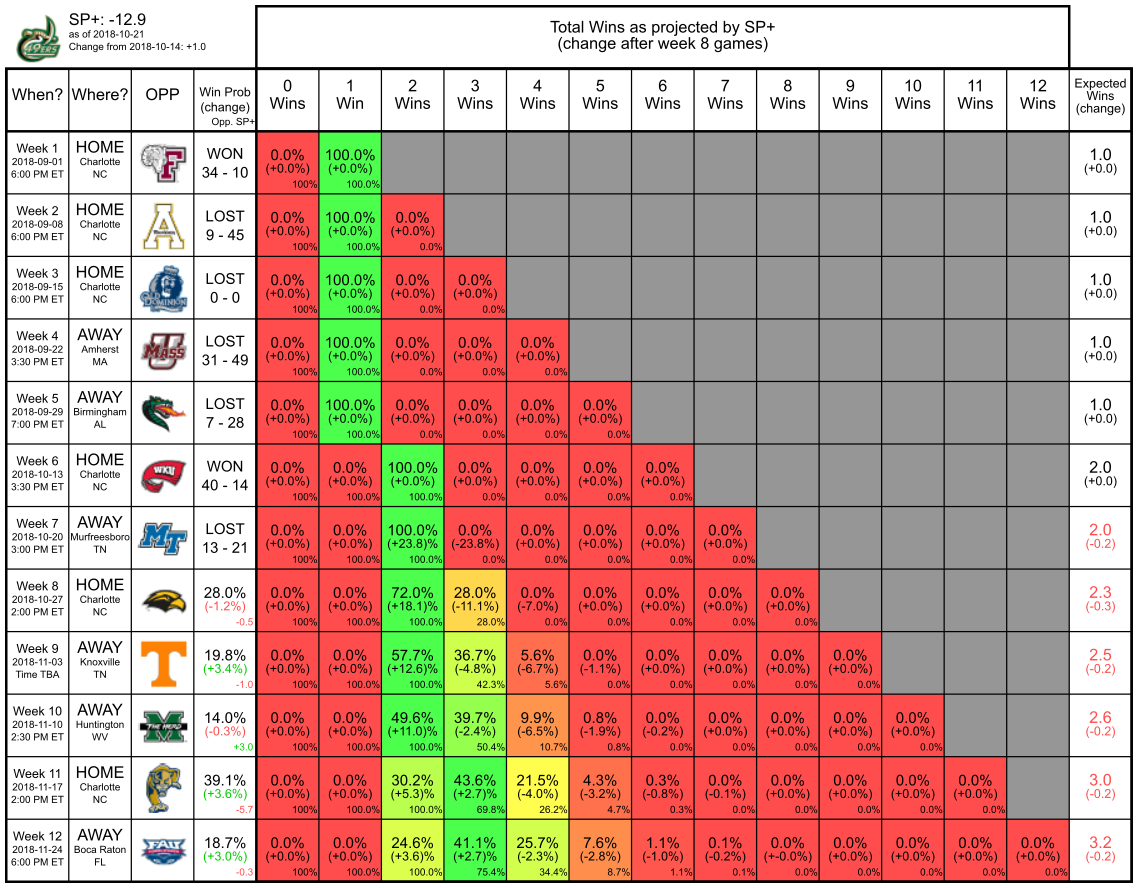 SP+: -12.9
as of 2018-10-21
Change from 2018-10-14: +1.0
Total Wins as projected by SP+
(change after week 8 games)
When? Where? OPP Win Prob (change) Opp. SP+ 0 Wins 1 Win 2 Wins 3 Wins 4 Wins 5 Wins 6 Wins 7 Wins 8 Wins 9 Wins 10 Wins 11 Wins 12 Wins Expected Wins (change)
Week 1 HOME WON 0.0% 100.0% 1.0
2018-09-01 Charlotte F (+0.0%) (+0.0%) (+0.0)
6:00 PM ET NC 34 - 10 100% 100.0%
Week 2 HOME LOST 0.0% 100.0% 0.0% 1.0
2018-09-08 Charlotte A (+0.0%) (+0.0%) (+0.0%) (+0.0)
6:00 PM ET NC 9 - 45 100% 100.0% 0.0%
Week 3 HOME LOST 0.0% 100.0% 0.0% 0.0% 1.0
2018-09-15 Charlotte OLD DOMINION (+0.0%) (+0.0%) (+0.0%) (+0.0%) (+0.0)
6:00 PM ET NC 0 - 0 100% 100.0% 0.0% 0.0%
Week 4 AWAY LOST 0.0% 100.0% 0.0% 0.0% 0.0% 1.0
2018-09-22 Amherst U MASS (+0.0%) (+0.0%) (+0.0%) (+0.0%) (+0.0%) (+0.0)
3:30 PM ET MA 31 - 49 100% 100.0% 0.0% 0.0% 0.0%
Week 5 AWAY LOST 0.0% 100.0% 0.0% 0.0% 0.0% 0.0% 1.0
2018-09-29 Birmingham (+0.0%) (+0.0%) (+0.0%) (+0.0%) (+0.0%) (+0.0%) (+0.0)
7:00 PM ET AL 7 - 28 100% 100.0% 0.0% 0.0% 0.0% 0.0%
Week 6 HOME WON 0.0% 0.0% 100.0% 0.0% 0.0% 0.0% 0.0% 2.0
2018-10-13 Charlotte WKU (+0.0%) (+0.0%) (+0.0%) (+0.0%) (+0.0%) (+0.0%) (+0.0%) (+0.0)
3:30 PM ET NC 40 - 14 100% 100.0% 100.0% 0.0% 0.0% 0.0% 0.0%
Week 7 AWAY LOST 0.0% 0.0% 100.0% 0.0% 0.0% 0.0% 0.0% 0.0% 2.0
2018-10-20 Murfreesboro MT (+0.0%) (+0.0%) (+23.8)% (-23.8%) (+0.0%) (+0.0%) (+0.0%) (+0.0%) (-0.2)
3:00 PM ET TN 13 - 21 100% 100.0% 100.0% 0.0% 0.0% 0.0% 0.0% 0.0%
Week 8 HOME 28.0% 0.0% 0.0% 72.0% 28.0% 0.0% 0.0% 0.0% 0.0% 0.0% 2.3
2018-10-27 Charlotte (-1.2%) (+0.0%) (+0.0%) (+18.1)% (-11.1%) (-7.0%) (+0.0%) (+0.0%) (+0.0%) (+0.0%) (-0.3)
2:00 PM ET NC -0.5 100% 100.0% 100.0% 28.0% 0.0% 0.0% 0.0% 0.0% 0.0%
Week 9 AWAY 19.8% 0.0% 0.0% 57.7% 36.7% 5.6% 0.0% 0.0% 0.0% 0.0% 0.0% 2.5
2018-11-03 Knoxville T (+3.4%) (+0.0%) (+0.0%) (+12.6)% (-4.8%) (-6.7%) (-1.1%) (+0.0%) (+0.0%) (+0.0%) (+0.0%) (-0.2)
Time TBA TN -1.0 100% 100.0% 100.0% 42.3% 5.6% 0.0% 0.0% 0.0% 0.0% 0.0%
Week 10 AWAY 14.0% 0.0% 0.0% 49.6% 39.7% 9.9% 0.8% 0.0% 0.0% 0.0% 0.0% 0.0% 2.6
2018-11-10 Huntington M THE HERD (-0.3%) (+0.0%) (+0.0%) (+11.0)% (-2.4%) (-6.5%) (-1.9%) (-0.2%) (+0.0%) (+0.0%) (+0.0%) (+0.0%) (-0.2)
2:30 PM ET WV +3.0 100% 100.0% 100.0% 50.4% 10.7% 0.8% 0.0% 0.0% 0.0% 0.0% 0.0%
Week 11 HOME 39.1% 0.0% 0.0% 30.2% 43.6% 21.5% 4.3% 0.3% 0.0% 0.0% 0.0% 0.0% 0.0% 3.0
2018-11-17 Charlotte (+3.6%) (+0.0%) (+0.0%) (+5.3)% (+2.7)% (-4.0%) (-3.2%) (-0.8%) (-0.1%) (+0.0%) (+0.0%) (+0.0%) (+0.0%) (-0.2)
2:00 PM ET NC -5.7 100% 100.0% 100.0% 69.8% 26.2% 4.7% 0.3% 0.0% 0.0% 0.0% 0.0% 0.0%
Week 12 AWAY 18.7% 0.0% 0.0% 24.6% 41.1% 25.7% 7.6% 1.1% 0.1% 0.0% 0.0% 0.0% 0.0% 0.0% 3.2
2018-11-24 Boca Raton FAU (+3.0%) (+0.0%) (+0.0%) (+3.6)% (+2.7)% (-2.3%) (-2.8%) (-1.0%) (-0.2%) (+-0.0%) (+0.0%) (+0.0%) (+0.0%) (+0.0%) (-0.2)
6:00 PM ET FL -0.3 100% 100.0% 100.0% 75.4% 34.4% 8.7% 1.1% 0.1% 0.0% 0.0% 0.0% 0.0% 0.0%